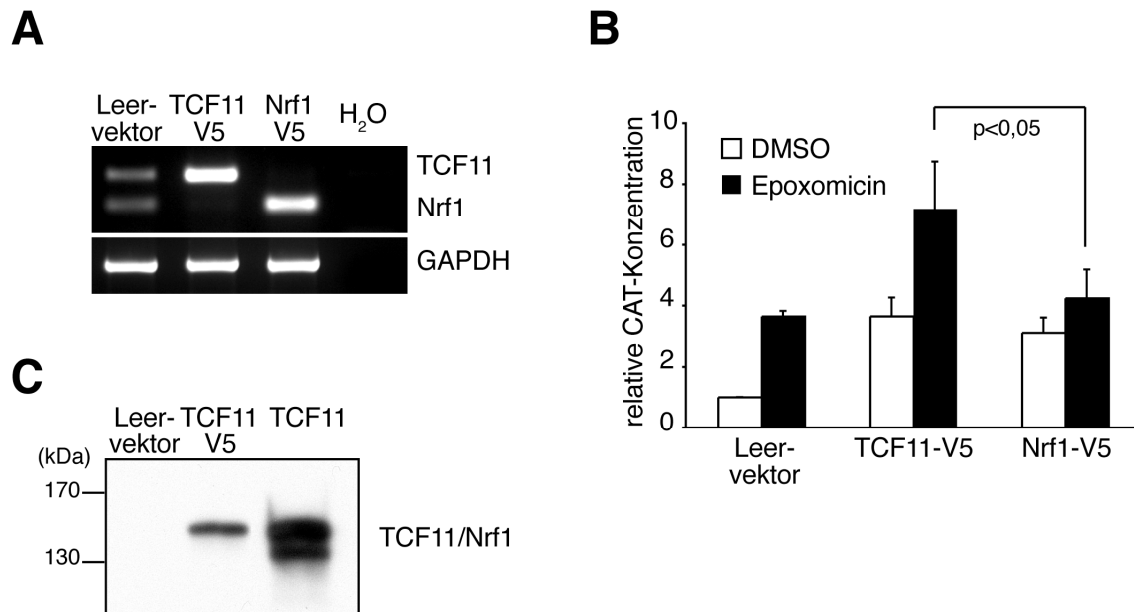 A
Leer- TCF11 Nrf1 H2O
vektor V5 V5
TCF11
Nrf1
GAPDH
B
relative CAT-Konzentration
10
8
6
4
2
0
DMSO
Epoxomicin
p<0,05
Leer-
vektor
TCF11-V5
Nrf1-V5
C
Leer- TCF11 TCF11
vektor V5
(kDa)
170
130
TCF11/Nrf1